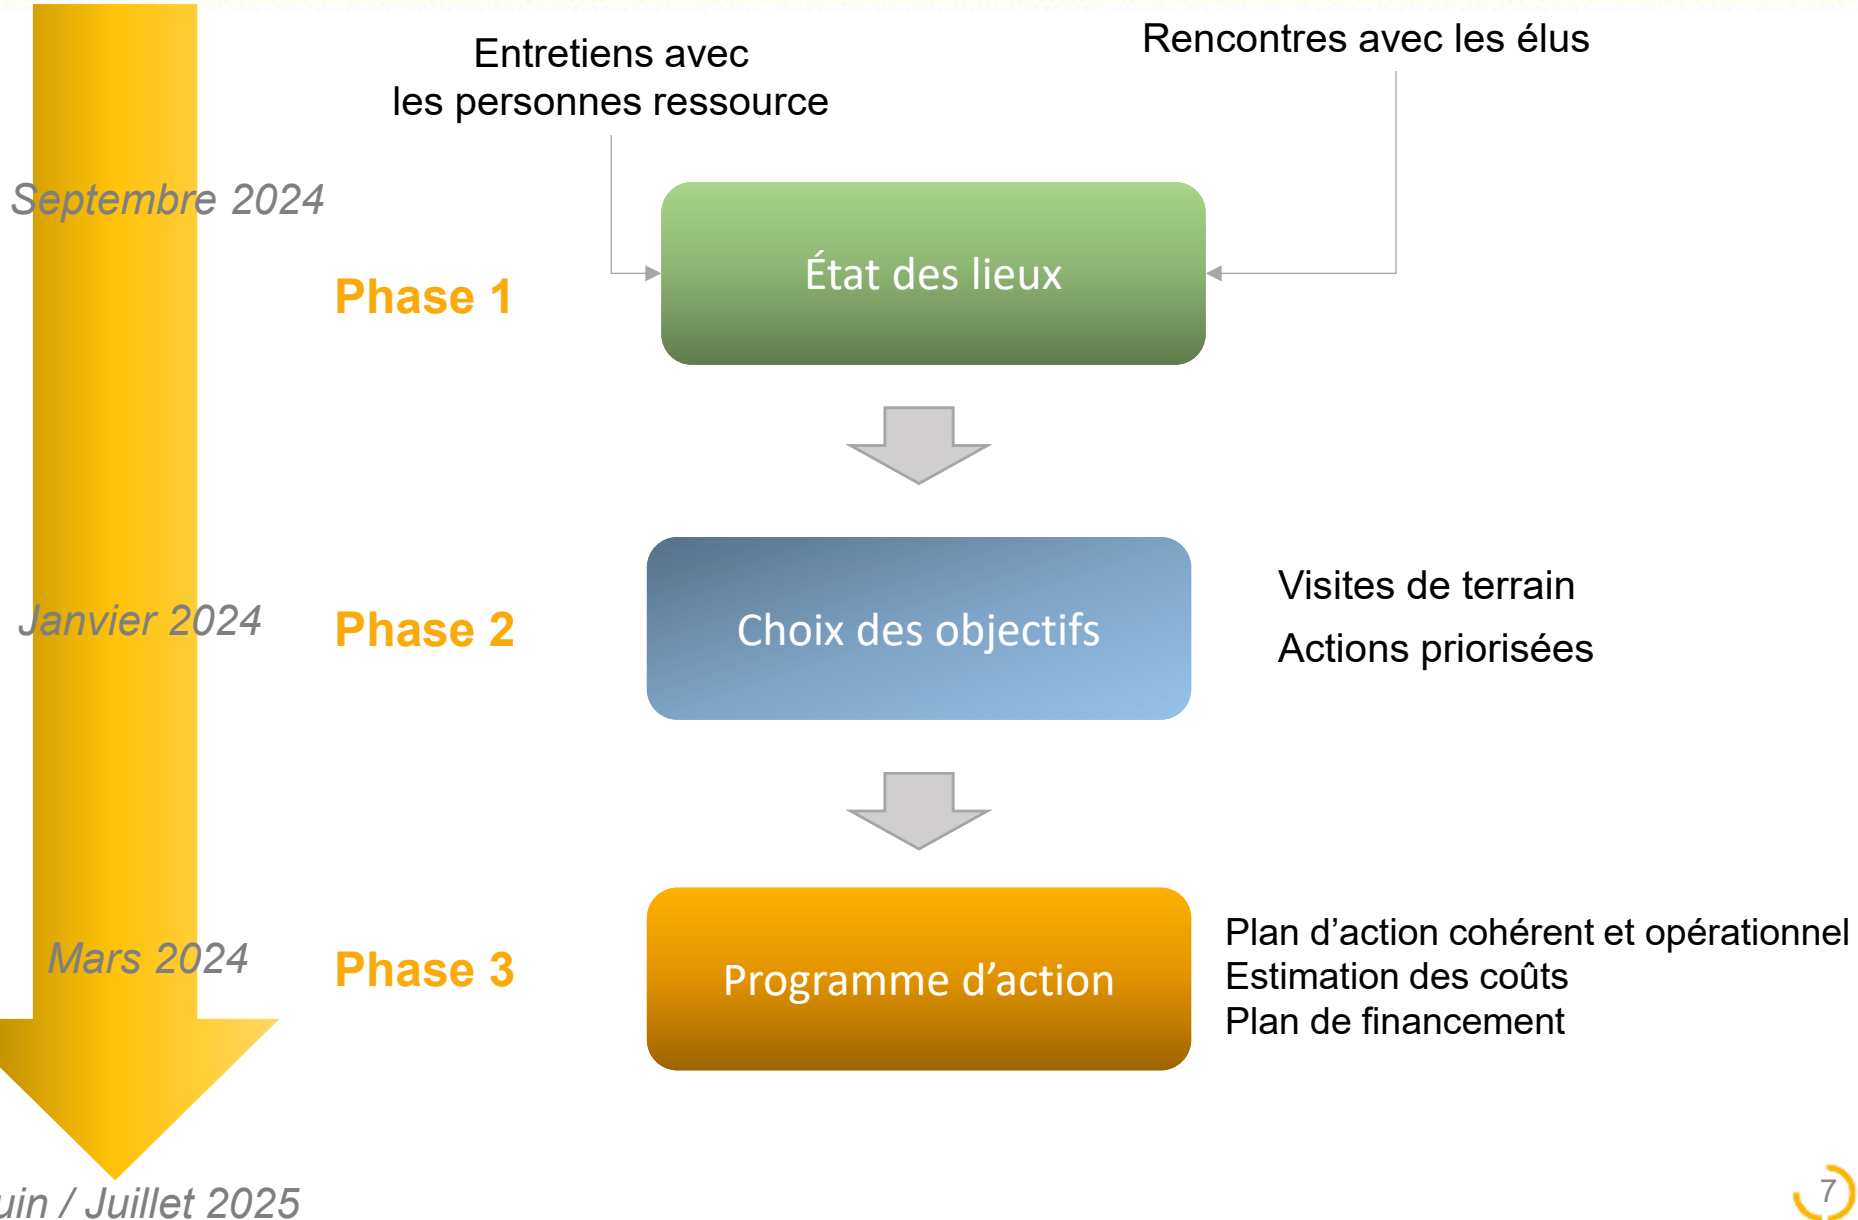 Entretiens avec
les personnes ressource
Rencontres avec les élus
Septembre 2024
Phase 1
État des lieux
Janvier 2024
Phase 2
Choix des objectifs
Visites de terrain
Actions priorisées
Mars 2024
Phase 3
Programme d’action
Plan d’action cohérent et opérationnel
Estimation des coûts
Plan de financement
uin / Juillet 2025
7